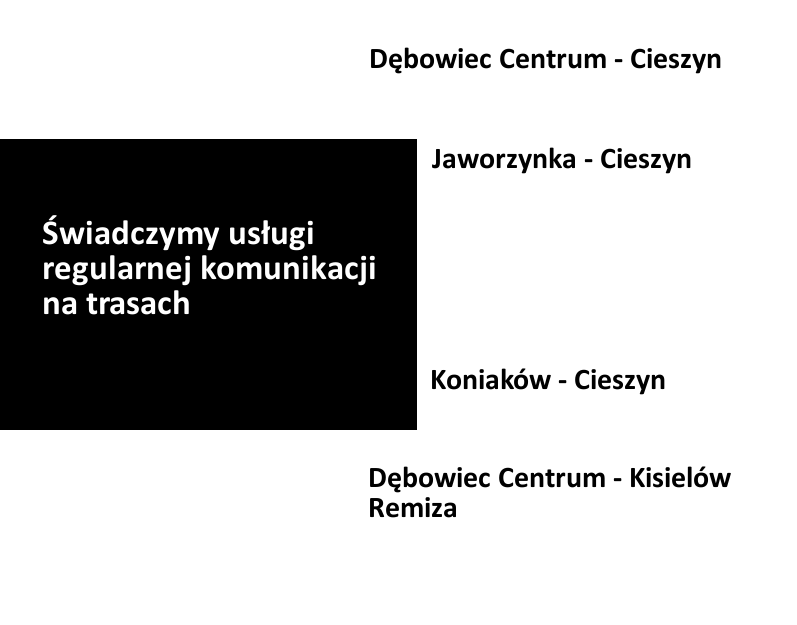 Dębowiec Centrum - Cieszyn
Jaworzynka - Cieszyn
Świadczymy usługi
regularnej komunikacji
na trasach
Koniaków - Cieszyn
Dębowiec Centrum - Kisielów
Remiza